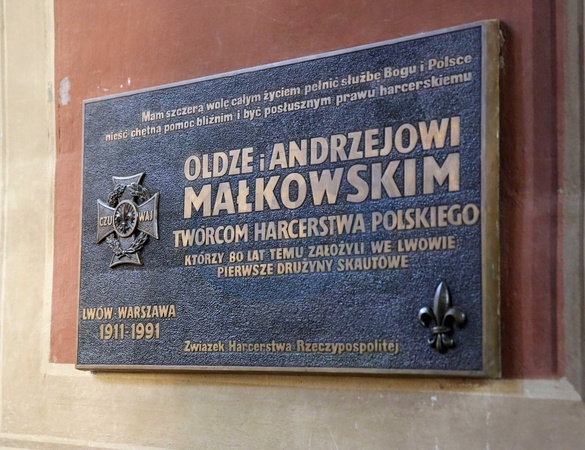 Mam szczerą wolę całym życiem pełnić służbę Bogu i Polsce
nieść chętną pomoc bliźnim i być posłusznym prawu harcerskiemu
OLDZE i ANDRZEJOWI
MAŁKOWSKIM
TWÓRCOM HARCERSTWA POLSKIEGO
KTÓRZY 80 LAT TEMU ZAŁOŻYLI WE LWOWIE
PIERWSZE DRUŻYNY SKAUTOWE
CZUWAJ
LWÓW-WARSZAWA
1911-1991
Związek Harcerstwa Rzeczypospolitej